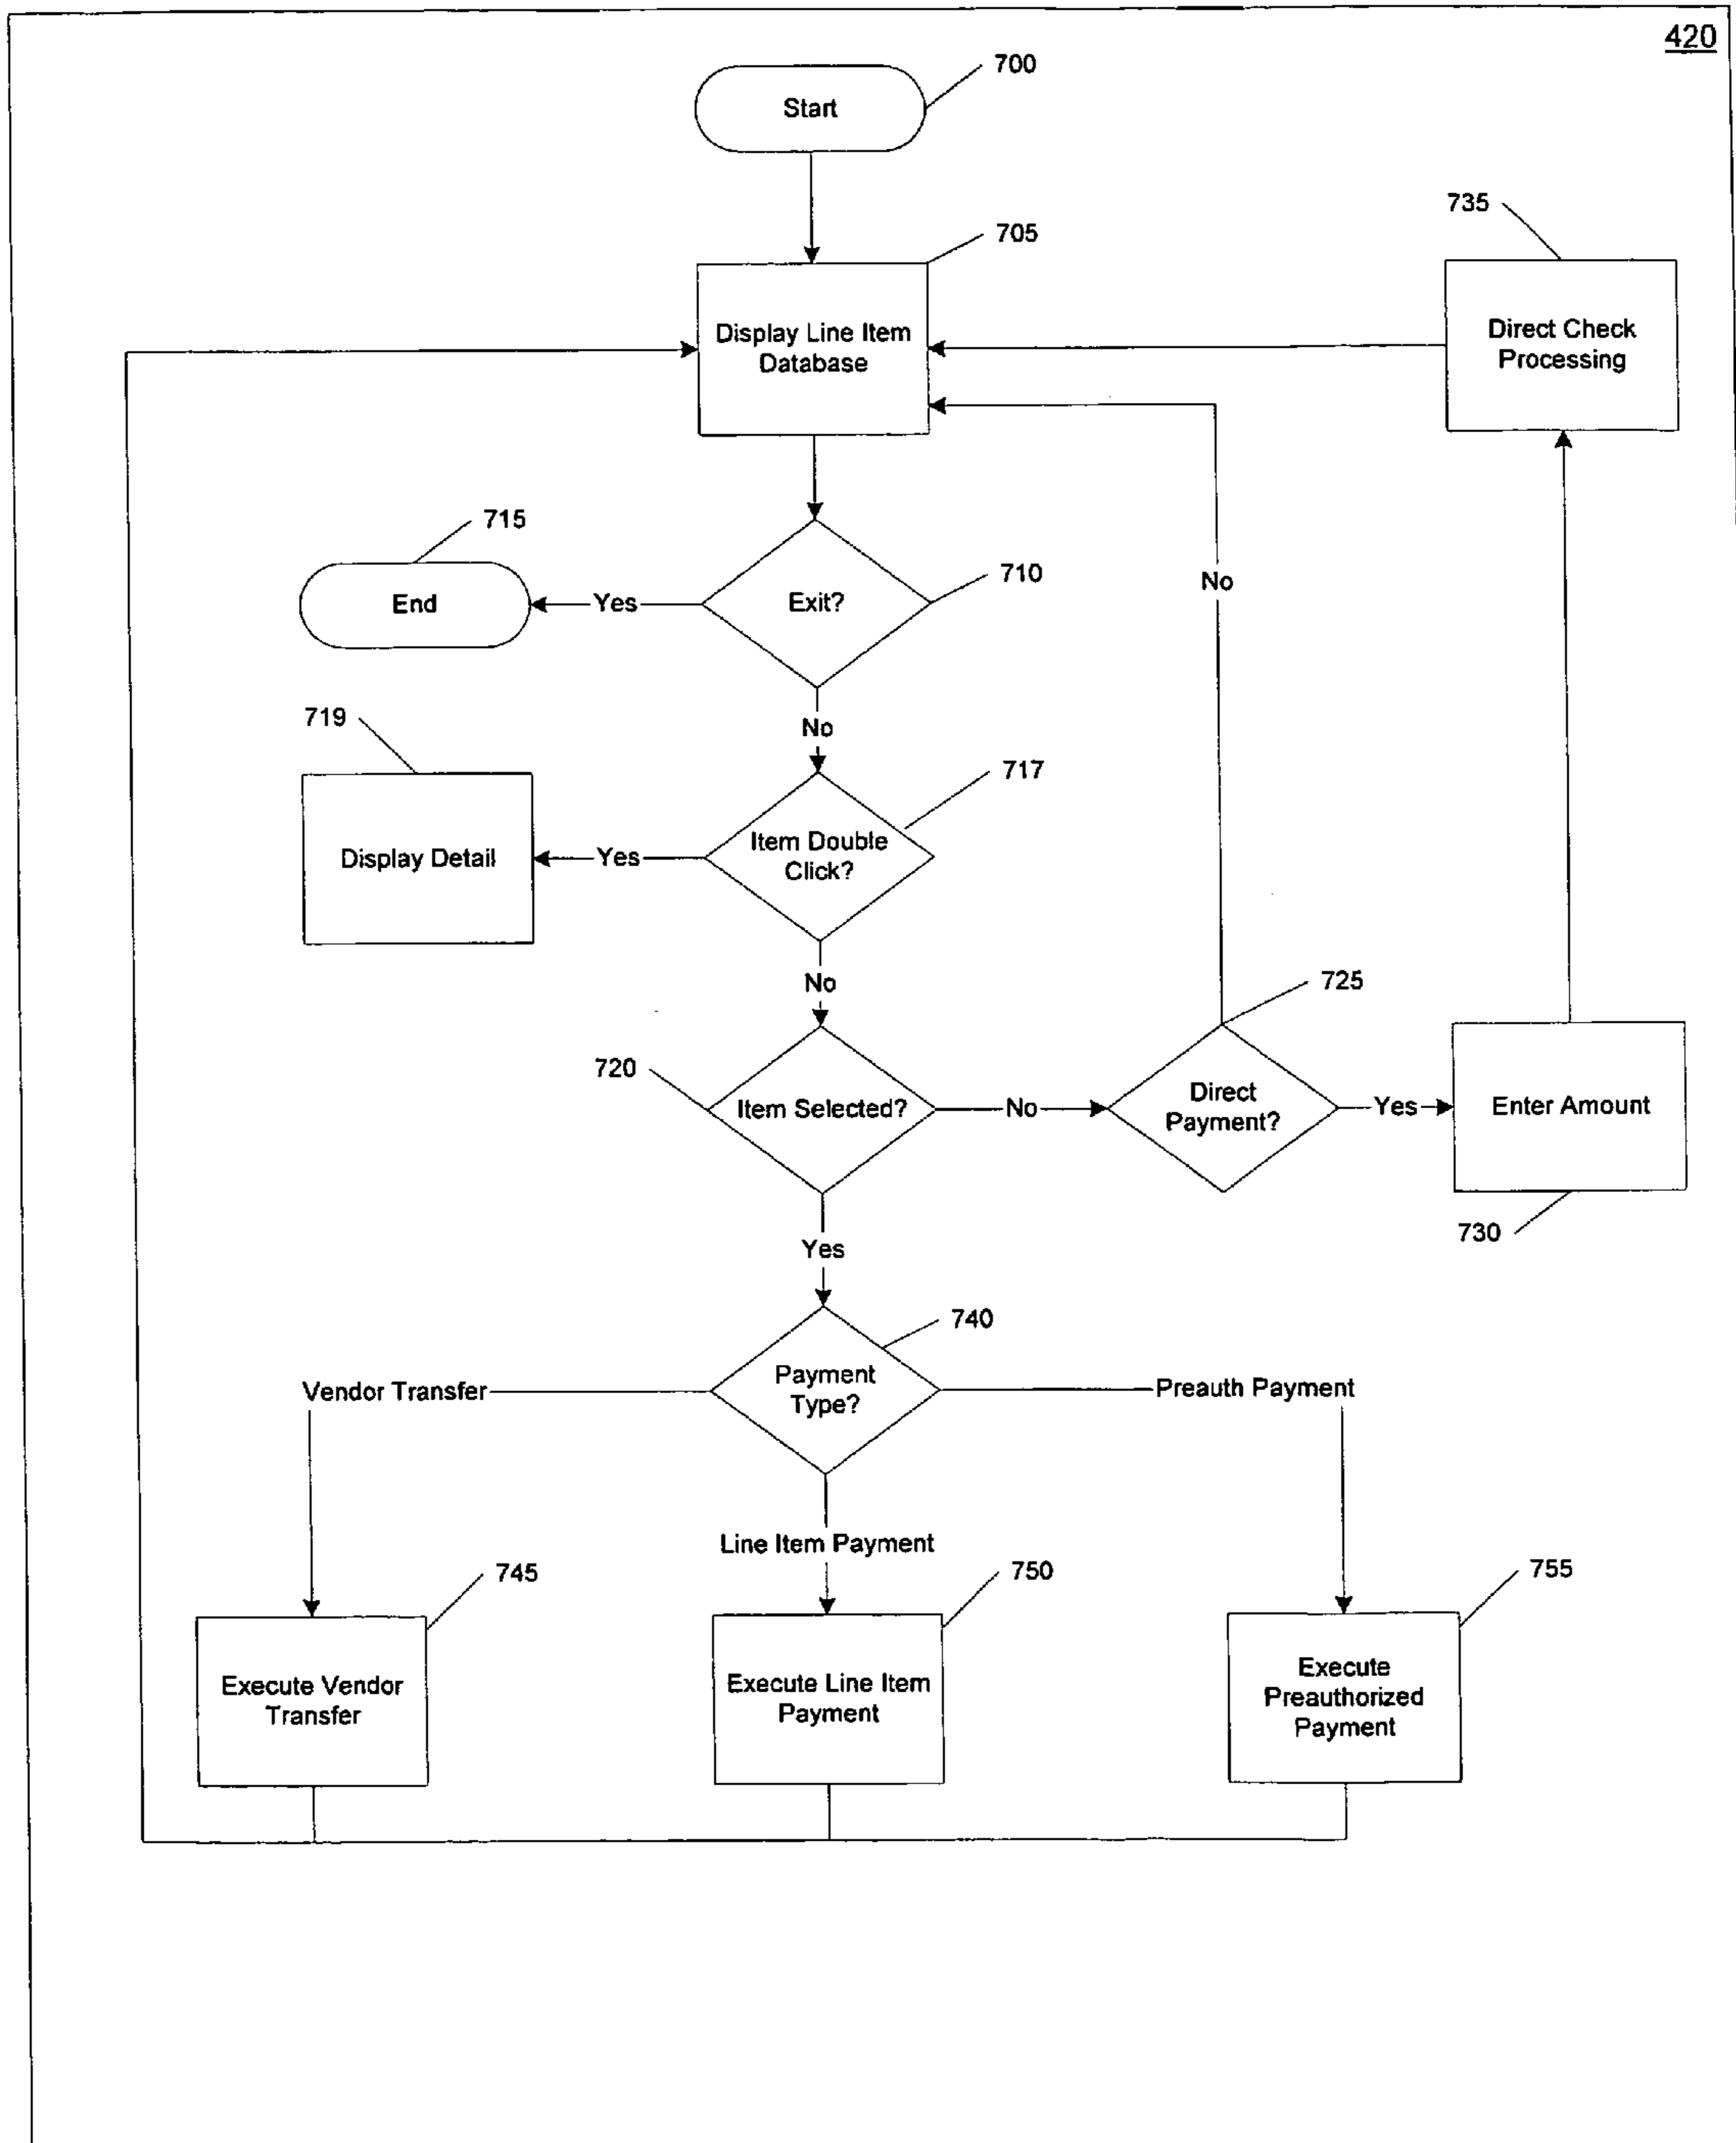 420
700
Start
705
735
Display Line Item
Database
Direct Check
Processing
715
710
End
Yes
Exit?
No
No
719
717
Display Detail
Yes
Item Double
Click?
No
725
720
Item Selected?
No
Direct
Payment?
Yes
Enter Amount
730
Yes
740
Vendor Transfer
Payment
Type?
Preauth Payment
Line Item Payment
745
750
755
Execute Vendor
Transfer
Execute Line Item
Payment
Execute
Preauthorized
Payment